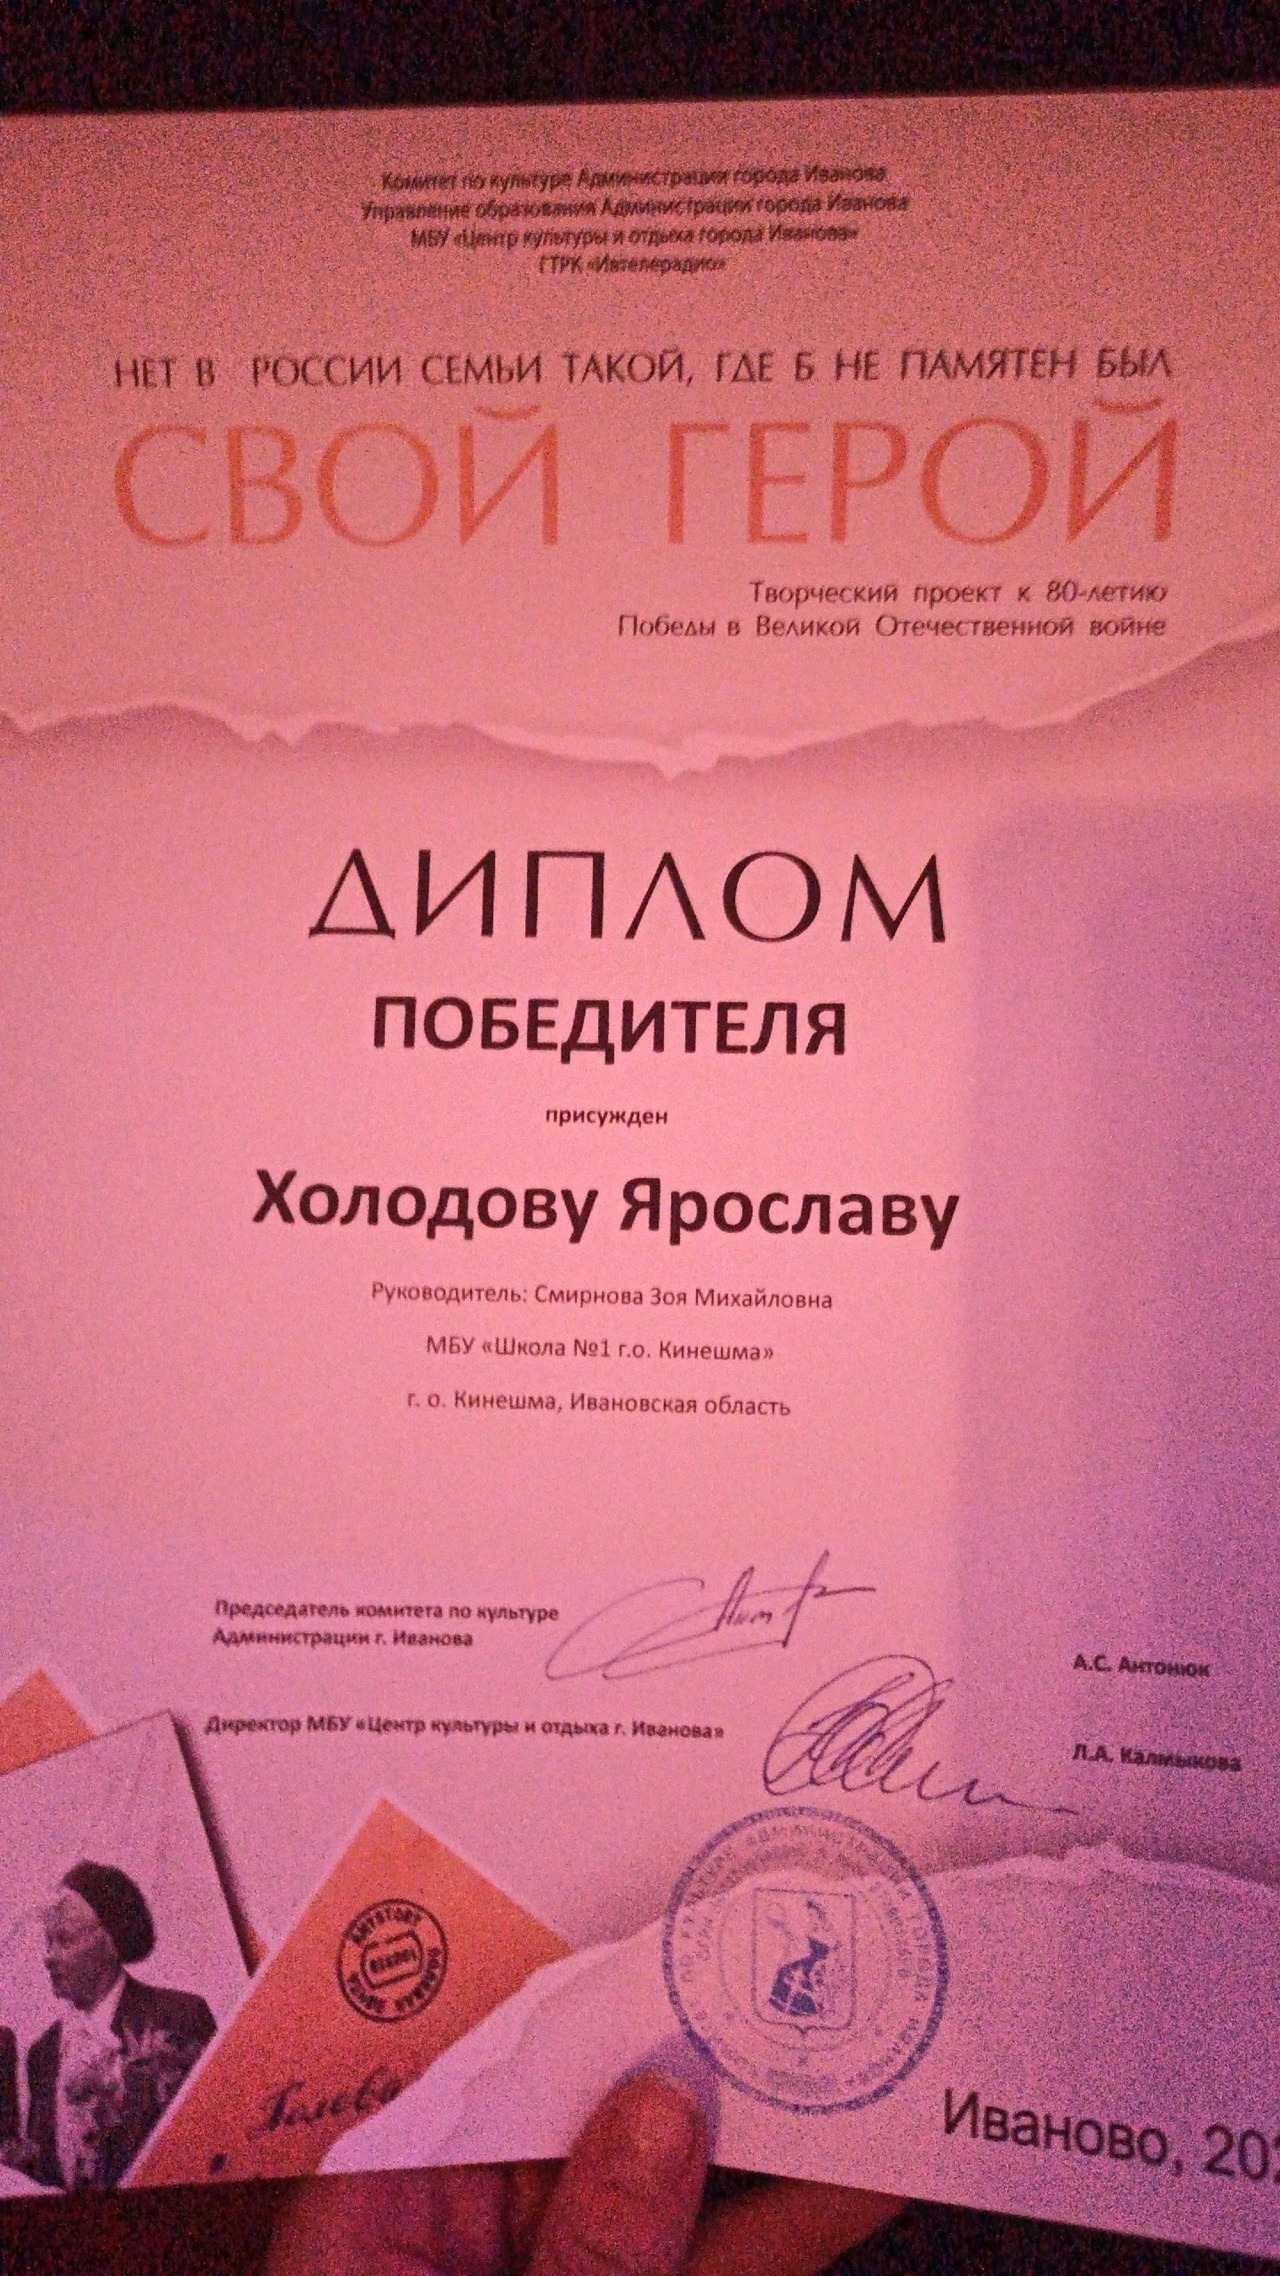 Комитет по культуре Администрации города Иванова
Управление образования Администрации города Иванова
МБУ «Центр культуры и отдыха города Иванова»
ГТРК «Ивтелерадио»
НЕТ В РОССИИ СЕМЬИ ТАКОЙ, ГДЕ Б НЕ ПАМЯТЕН БЫЛ
СВОЙ ГЕРОЙ
Творческий проект к 80-летию
Победы в Великой Отечественной войне
ДИПЛОМ
ПОБЕДИТЕЛЯ
присужден
Холодову Ярославу
Руководитель: Смирнова Зоя Михайловна
МБУ «Школа №1 г.о. Кинешма»
г. о. Кинешма, Ивановская область
Председатель комитета по культуре
Администрации г. Иванова
А.С. Антонюк
Директор МБУ «Центр культуры и отдыха г. Иванова»
Л.А. Калмыкова
Иваново, 202